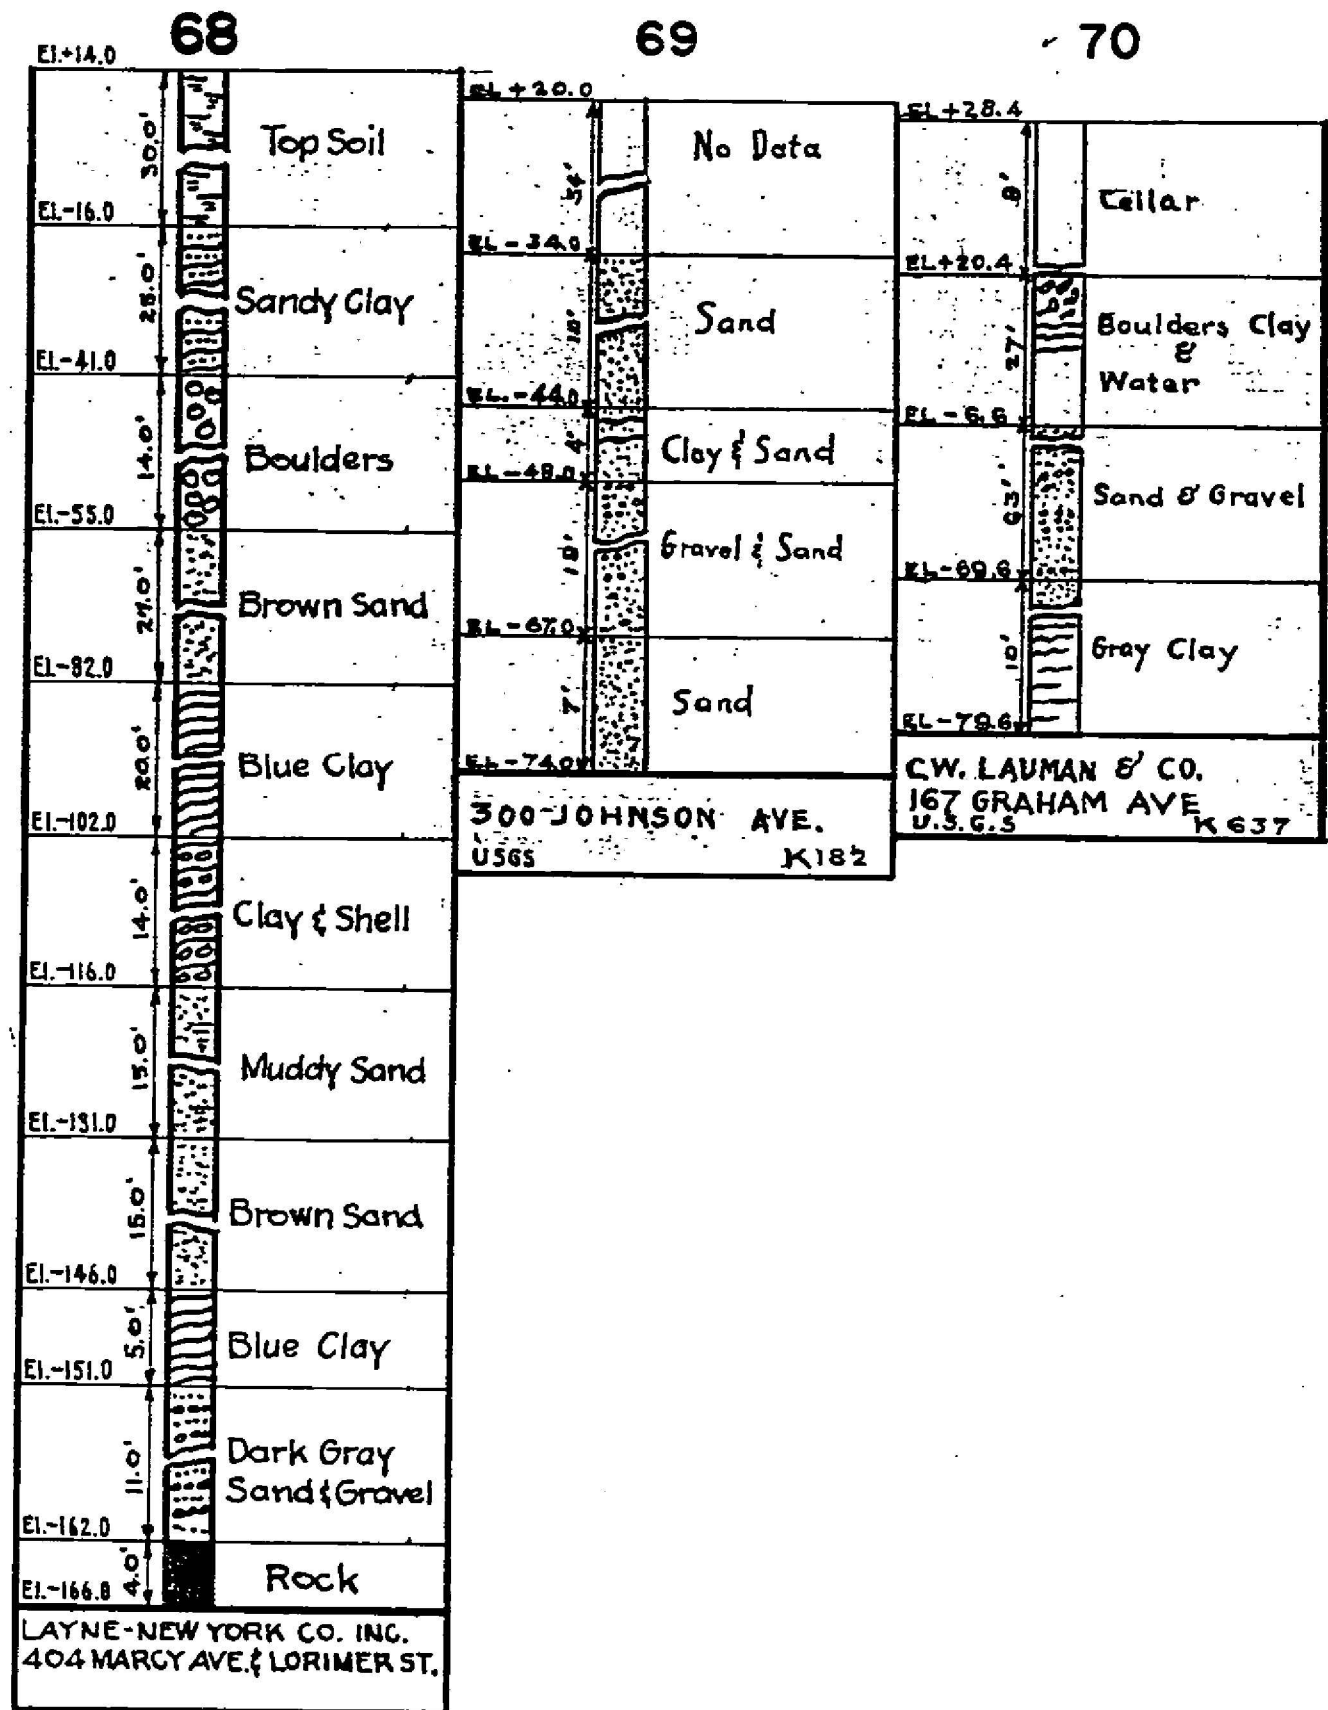 68
El.+14.0
30.0'
Top Soil
El.-16.0
25.0'
Sandy Clay
El.-41.0
14.0'
Boulders
El.-55.0
27.0'
Brown Sand
El.-82.0
20.0'
Blue Clay
El.-102.0
14.0'
Clay & Shell
El.-116.0
15.0'
Muddy Sand
El.-131.0
15.0'
Brown Sand
El.-146.0
5.0'
Blue Clay
El.-151.0
11.0'
Dark Gray
Sand & Gravel
El.-162.0
4.0'
Rock
El.-166.0
LAYNE-NEW YORK CO. INC.
404 MARCY AVE. & LORIMER ST.
69
EL+20.0
54'
No Data
EL-34.0
10'
Sand
EL.-44.0
4'
Clay & Sand
EL-48.0
Gravel & Sand
EL-67.0
7'
Sand
EL-74.0
300-JOHNSON AVE.
USGS K182
70
EL+28.4
8'
Cellar
EL+20.4
27'
Boulders Clay
&
Water
EL-6.6
63'
Sand & Gravel
EL-69.6
10'
Gray Clay
EL-79.6
C.W. LAUMAN & CO.
167 GRAHAM AVE
U.S.G.S K637